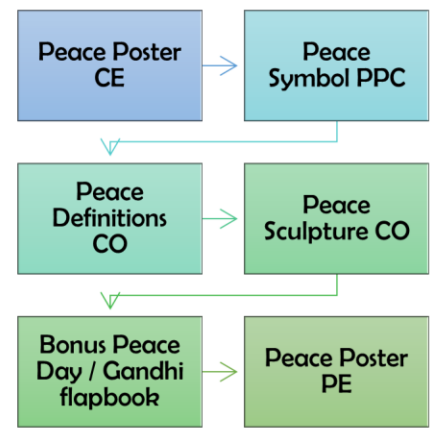 Peace Poster
CE
Peace
Symbol PPC
Peace
Definitions
CO
Peace
Sculpture CO
Bonus Peace
Day / Gandhi
flapbook
Peace Poster
PE